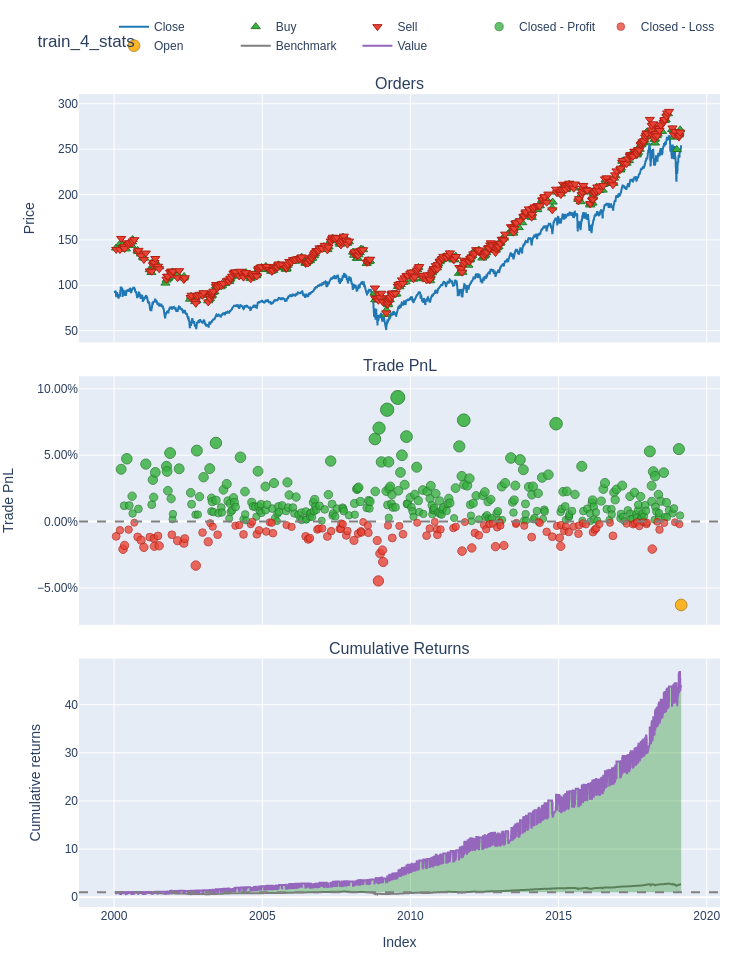 train_4_stats
Close
Buy
Sell
Closed - Profit
Closed - Loss
Open
Benchmark
Value
Orders
300
250
200
150
100
50
Price
Trade PnL
10.00%
5.00%
0.00%
−5.00%
Trade PnL
Cumulative Returns
40
30
20
10
0
Cumulative returns
2000
2005
2010
2015
2020
Index